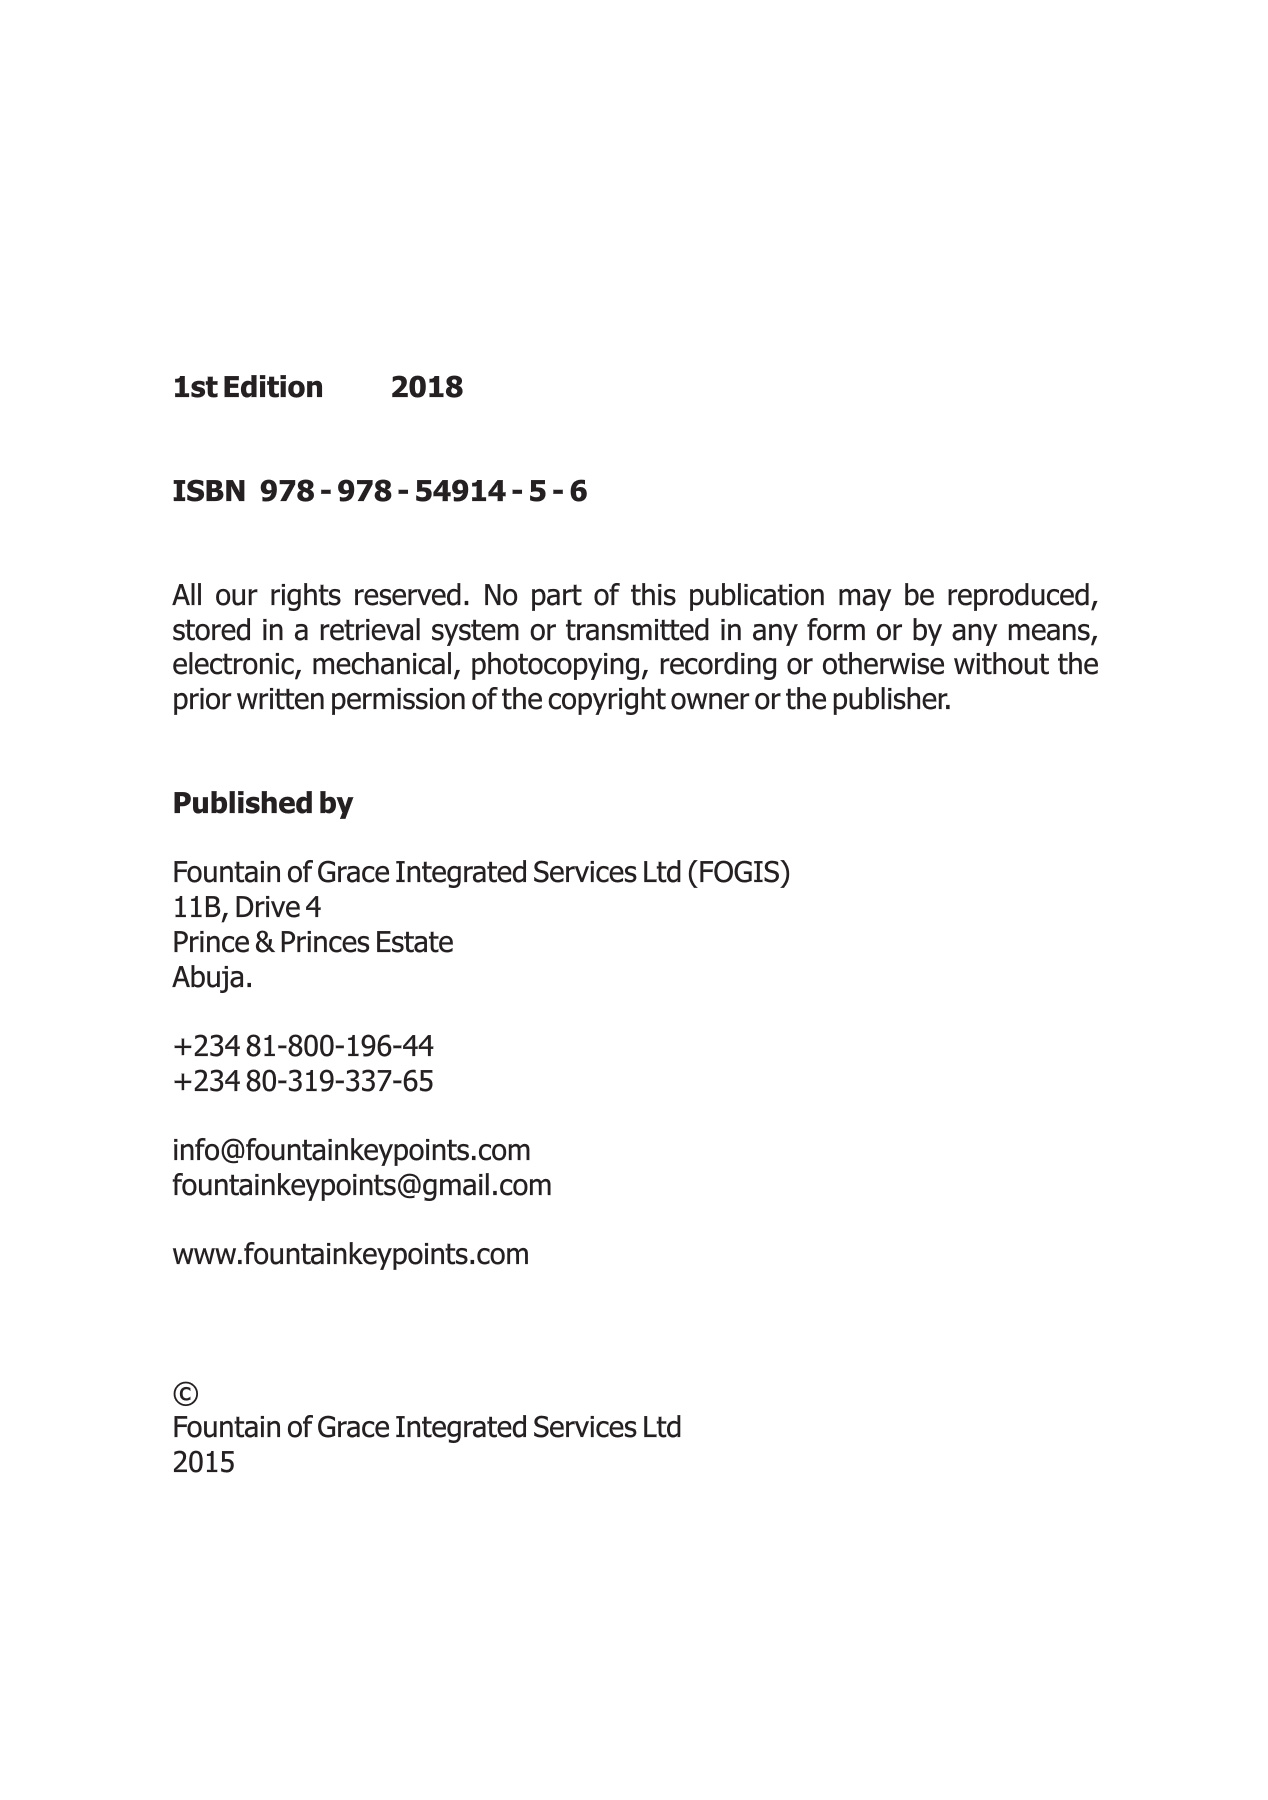 1st Edition 2018
ISBN 978 - 978 - 54914 - 5 - 6
All our rights reserved. No part of this publication may be reproduced,
stored in a retrieval system or transmitted in any form or by any means,
electronic, mechanical, photocopying, recording or otherwise without the
prior written permission of the copyright owner or the publisher.
Published by
Fountain of Grace Integrated Services Ltd (FOGIS)
11B, Drive 4
Prince & Princes Estate
Abuja.
+234 81-800-196-44
+234 80-319-337-65
info@fountainkeypoints.com
fountainkeypoints@gmail.com
www.fountainkeypoints.com
©
Fountain of Grace Integrated Services Ltd
2015